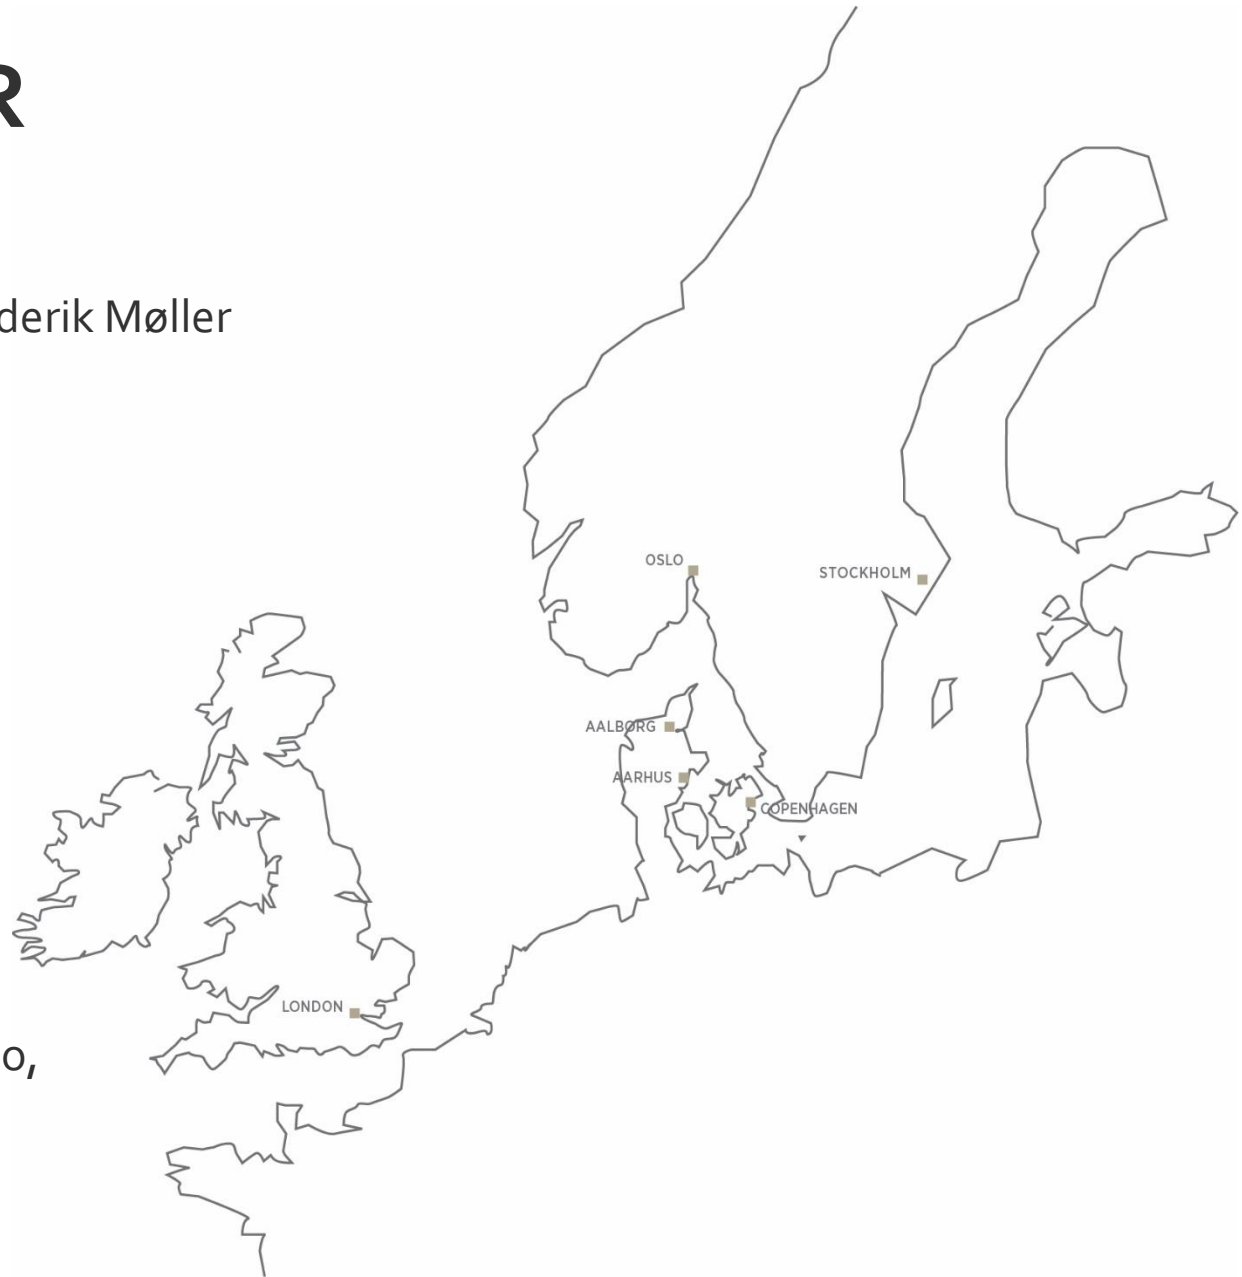 R
derik Møller
OSLO
STOCKHOLM
AALBORG
AARHUS
COPENHAGEN
LONDON
o,